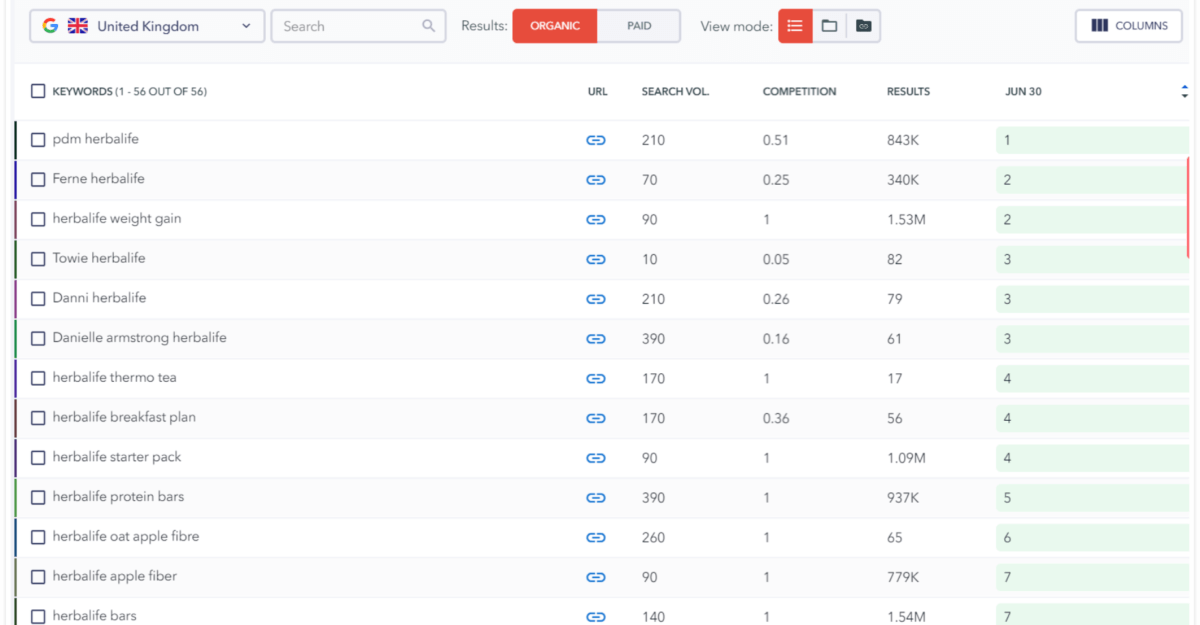 United Kingdom Search Results: ORGANIC PAID View mode: COLUMNS
KEYWORDS (1 - 56 OUT OF 56) URL SEARCH VOL. COMPETITION RESULTS JUN 30
pdm herbalife 210 0.51 843K 1
Ferne herbalife 70 0.25 340K 2
herbalife weight gain 90 1 1.53M 2
Towie herbalife 10 0.05 82 3
Danni herbalife 210 0.26 79 3
Danielle armstrong herbalife 390 0.16 61 3
herbalife thermo tea 170 1 17 4
herbalife breakfast plan 170 0.36 56 4
herbalife starter pack 90 1 1.09M 4
herbalife protein bars 390 1 937K 5
herbalife oat apple fibre 260 1 65 6
herbalife apple fiber 90 1 779K 7
herbalife bars 140 1 1.54M 7